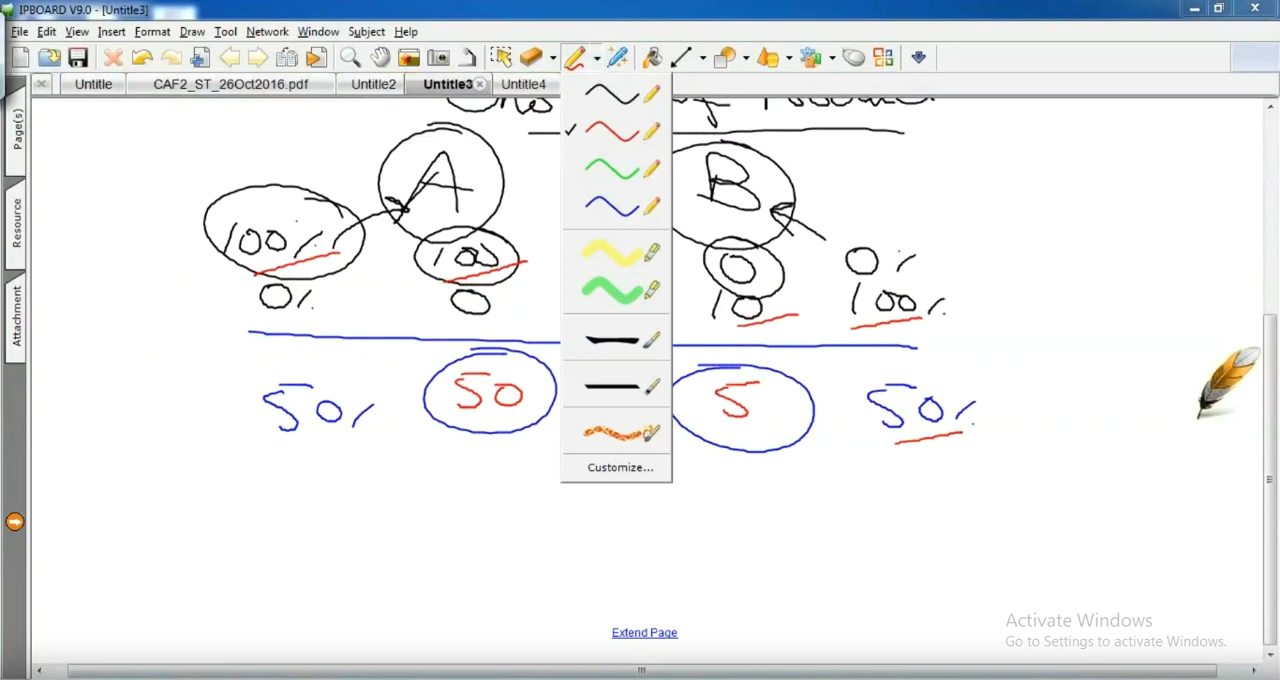 IPBOARD V9.0 - [Untitle3]
File Edit View Insert Format Draw Tool Network Window Subject Help
Untitle CAF2_ST_26Oct2016.pdf Untitle2 Untitle3 Untitle4
Page(s)
Resource
Attachment
A B
100% 100 0 0%
0% 0 10 100%
50% 50 5 50%
Customize...
Extend Page
Activate Windows
Go to Settings to activate Windows.